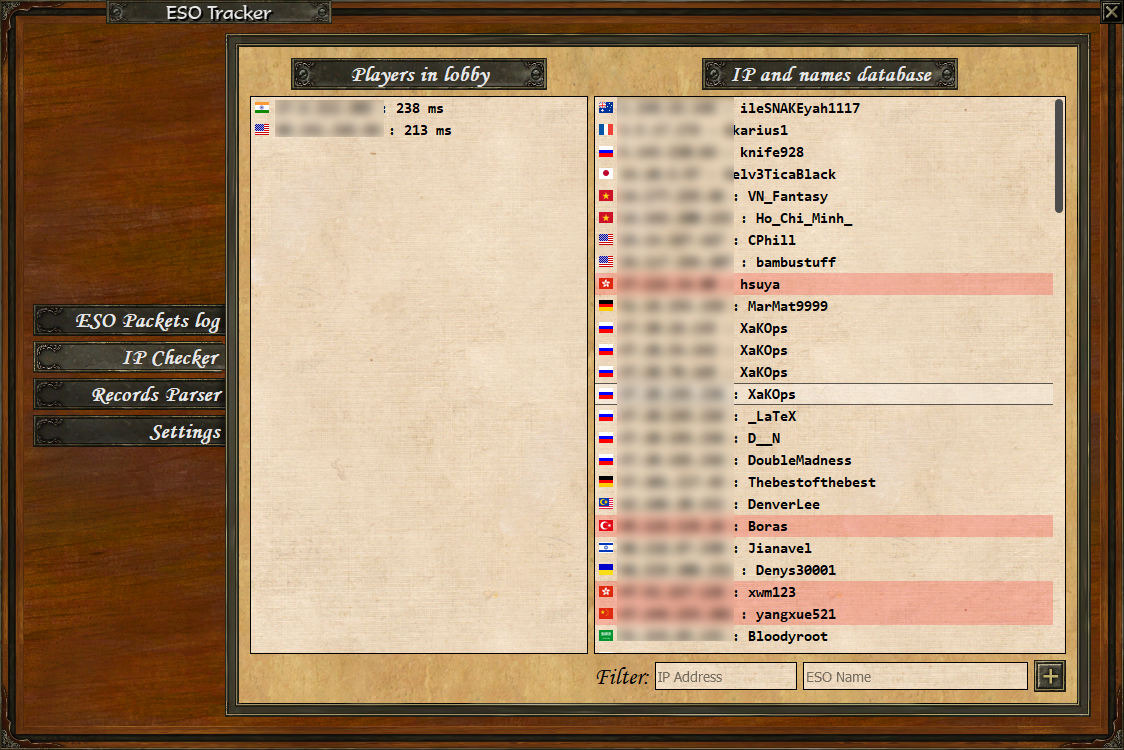 ESO Tracker
ESO Packets log
IP Checker
Records Parser
Settings
Players in lobby
: 238 ms
: 213 ms
IP and names database
ileSNAKEyah1117
karius1
knife928
elv3TicaBlack
: VN_Fantasy
: Ho_Chi_Minh_
: CPhill
: bambustuff
hsuya
: MarMat9999
XaKOps
XaKOps
XaKOps
: XaKOps
: _LaTeX
: D__N
: DoubleMadness
: Thebestofthebest
: DenverLee
: Boras
: Jianavel
: Denys30001
: xwm123
: yangxue521
: Bloodyroot
Filter: IP Address ESO Name